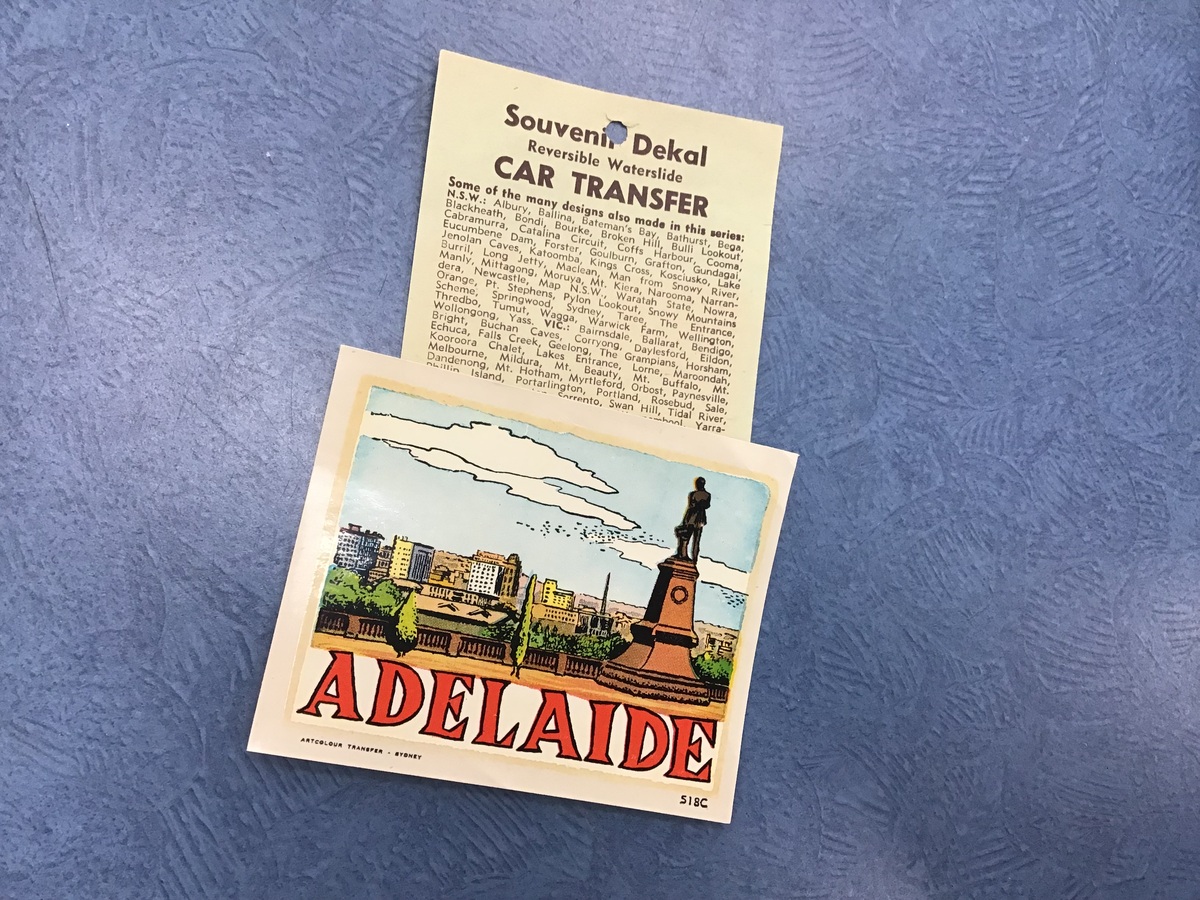 Souvenir Dekal
Reversible Waterslide
CAR TRANSFER
Some of the many designs also made in this series:
N.S.W.: Albury, Ballina, Bateman's Bay, Bathurst, Bega,
Blackheath, Bondi, Bourke, Broken Hill, Bulli Lookout,
Cabramurra, Catalina Circuit, Coffs Harbour, Cooma,
Eucumbene Dam, Forster, Goulburn, Grafton, Gundagai,
Jenolan Caves, Katoomba, Kings Cross, Kosciusko, Lake
Burril, Long Jetty, Maclean, Man from Snowy River,
Manly, Mittagong, Moruya, Mt. Kiera, Narooma, Narran-
dera, Newcastle, Map N.S.W., Waratah State, Nowra,
Orange, Pt. Stephens, Pylon Lookout, Snowy Mountains
Scheme, Springwood, Sydney, Taree, The Entrance,
Thredbo, Tumut, Wagga, Warwick Farm, Wellington,
Wollongong, Yass. VIC.: Bairnsdale, Ballarat, Bendigo,
Bright, Buchan Caves, Corryong, Daylesford, Eildon,
Echuca, Falls Creek, Geelong, The Grampians, Horsham,
Kooroora Chalet, Lakes Entrance, Lorne, Maroondah,
Melbourne, Mildura, Mt. Beauty, Mt. Buffalo, Mt.
Dandenong, Mt. Hotham, Myrtleford, Orbost, Paynesville,
Phillip Island, Portarlington, Portland, Rosebud, Sale,
Sorrento, Swan Hill, Tidal River,
Yarra-
ADELAIDE
ARTCOLOUR TRANSFER - SYDNEY
S18C